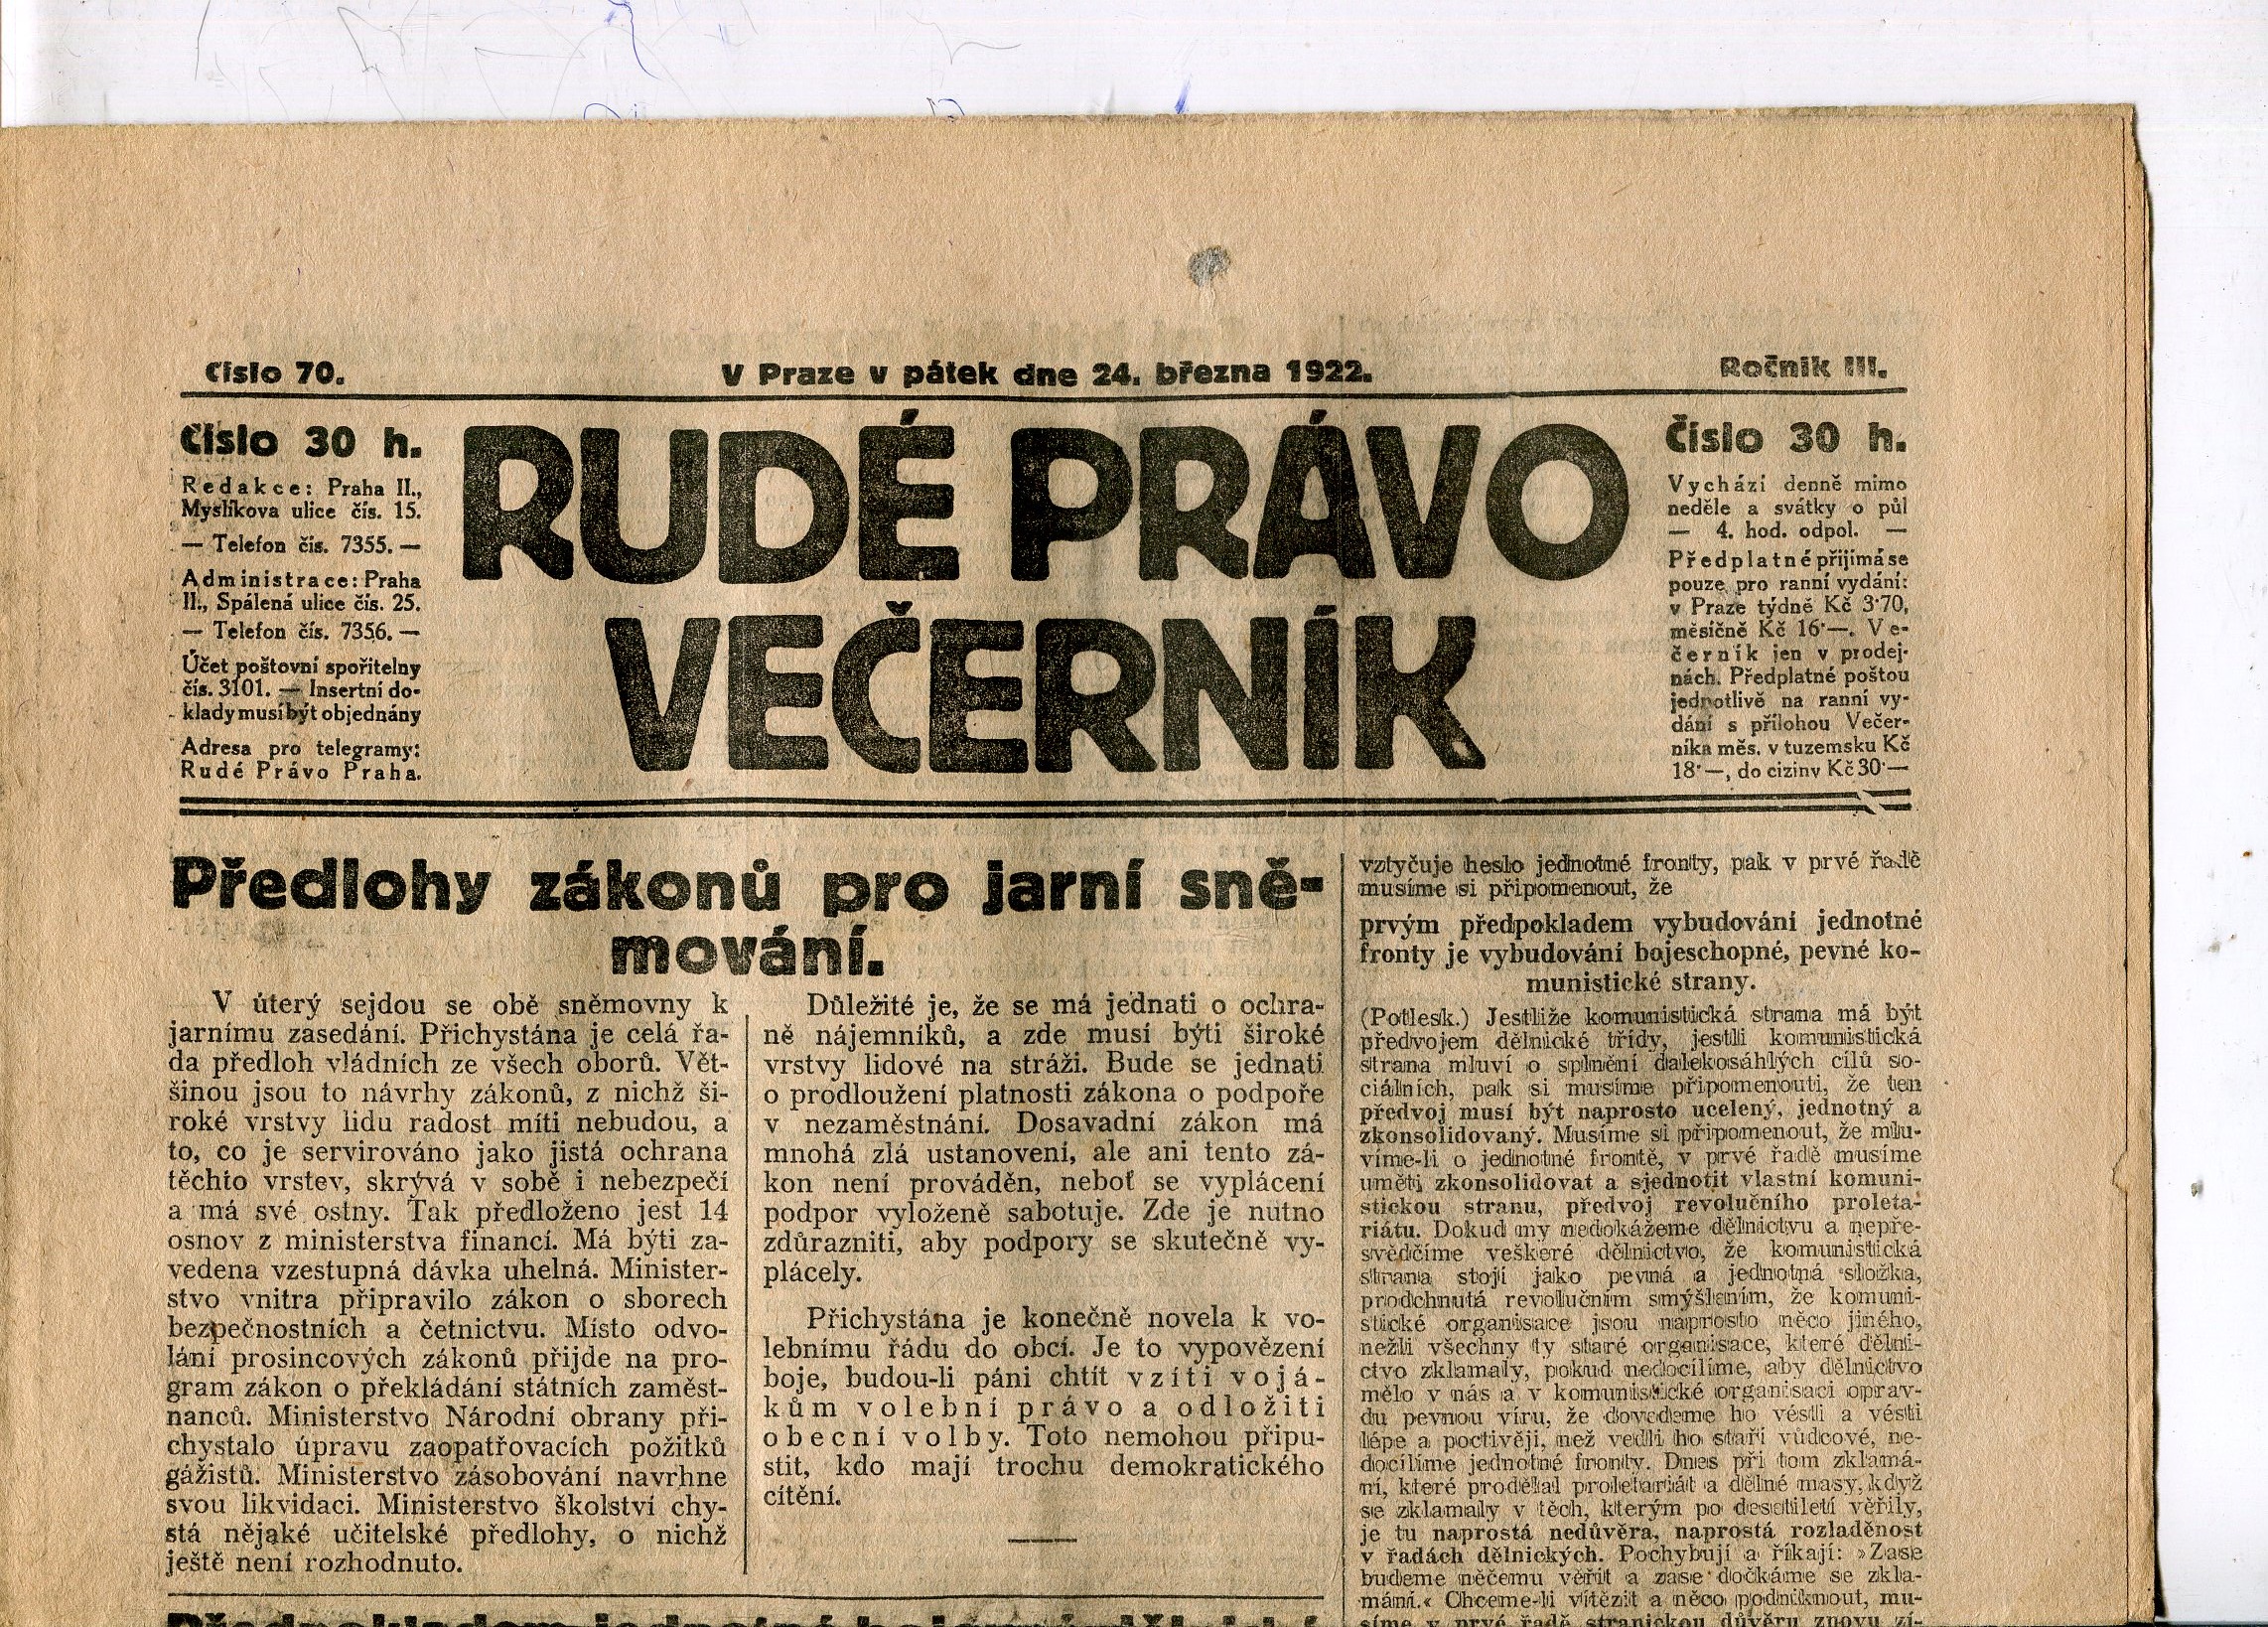 Číslo 70.
V Praze v pátek dne 24. března 1922.
Ročník III.
Číslo 30 h.
Redakce: Praha II.,
Myslíkova ulice čís. 15.
— Telefon čís. 7355. —
Administrace: Praha
II., Spálená ulice čís. 25.
— Telefon čís. 7356. —
Účet poštovní spořitelny
čís. 3101. — Insertní do-
klady musí být objednány
Adresa pro telegramy:
Rudé Právo Praha.
RUDÉ PRÁVO
VEČERNÍK
Číslo 30 h.
Vychází denně mimo
neděle a svátky o půl
— 4. hod. odpol. —
Předplatné přijímá se
pouze pro ranní vydání:
v Praze týdně Kč 3·70,
měsíčně Kč 16·—. Ve-
černík jen v prodej-
nách. Předplatné poštou
jednotlivě na ranní vy-
dání s přílohou Večer-
níka měs. v tuzemsku Kč
18·—, do ciziny Kč 30·—
Předlohy zákonů pro jarní sně-
mování.
V úterý sejdou se obě sněmovny k
jarnímu zasedání. Přichystána je celá řa-
da předloh vládních ze všech oborů. Vět-
šinou jsou to návrhy zákonů, z nichž ši-
roké vrstvy lidu radost míti nebudou, a
to, co je servirováno jako jistá ochrana
těchto vrstev, skrývá v sobě i nebezpečí
a má své ostny. Tak předloženo jest 14
osnov z ministerstva financí. Má býti za-
vedena vzestupná dávka uhelná. Minister-
stvo vnitra připravilo zákon o sborech
bezpečnostních a četnictvu. Místo odvo-
lání prosincových zákonů přijde na pro-
gram zákon o překládání státních zaměst-
nanců. Ministerstvo Národní obrany při-
chystalo úpravu zaopatřovacích požitků
gážistů. Ministerstvo zásobování navrhne
svou likvidaci. Ministerstvo školství chy-
stá nějaké učitelské předlohy, o nichž
ještě není rozhodnuto.
Důležité je, že se má jednati o ochra-
ně nájemníků, a zde musí býti široké
vrstvy lidové na stráži. Bude se jednati
o prodloužení platnosti zákona o podpoře
v nezaměstnání. Dosavadní zákon má
mnohá zlá ustanovení, ale ani tento zá-
kon není prováděn, neboť se vyplácení
podpor vyloženě sabotuje. Zde je nutno
zdůrazniti, aby podpory se skutečně vy-
plácely.
Přichystána je konečně novela k vo-
lebnímu řádu do obcí. Je to vypovězení
boje, budou-li páni chtít vzíti vojá-
kům volební právo a odložiti
obecní volby. Toto nemohou připu-
stit, kdo mají trochu demokratického
cítění.
vztyčuje heslo jednotné fronty, pak v prvé řadě
musíme si připomenout, že
prvým předpokladem vybudování jednotné
fronty je vybudování bojeschopné, pevné ko-
munistické strany.
(Potlesk.) Jestliže komunistická strana má být
předvojem dělnické třídy, jestli komunistická
strana mluví o splnění dalekosáhlých cílů so-
ciálních, pak si musíme připomenouti, že ten
předvoj musí být naprosto ucelený, jednotný a
zkonsolidovaný. Musíme si připomenout, že mlu-
víme-li o jednotné frontě, v prvé řadě musíme
uměti zkonsolidovat a sjednotit vlastní komuni-
stickou stranu, předvoj revolučního proleta-
riátu. Dokud my nedokážeme dělnictvu a nepře-
svědčíme veškeré dělnictvo, že komunistická
strana stojí jako pevná a jednotná složka,
prodchnutá revolučním smýšlením, že komuni-
stické organisace jsou naprosto něco jiného,
nežli všechny ty staré organisace, které dělni-
ctvo zklamaly, pokud nedocílíme, aby dělnictvo
mělo v nás a v komunistické organisaci oprav-
du pevnou víru, že dovedeme ho vésti a vésti
lépe a poctivěji, než vedli ho staří vůdcové, ne-
docílíme jednotné fronty. Dnes při tom zklamá-
ní, které prodělal proletariát a dělné masy, když
se zklamaly v těch, kterým po desetiletí věřily,
je tu naprostá nedůvěra, naprostá rozladěnost
v řadách dělnických. Pochybují a říkají: »Zase
budeme něčemu věřit a zase dočkáme se zkla-
mání.« Chceme-li vítězit a něco podniknout, mu-
síme v prvé řadě stranickou důvěru znovu zí-
Předpokladem jednotné bojovné